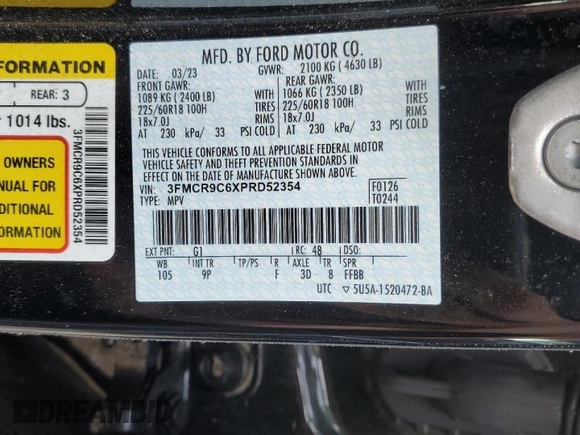 FORMATION
REAR: 3
1014 lbs.
OWNERS
NUAL FOR
DITIONAL
ORMATION
3FMCR9C6XPRD52354
MFD. BY FORD MOTOR CO.
DATE: 03/23 GVWR: 2100 KG ( 4630 LB)
FRONT GAWR: REAR GAWR:
1089 KG ( 2400 LB) 1066 KG ( 2350 LB)
225/60R18 100H TIRES 225/60R18 100H
18x7.0J RIMS 18x7.0J
AT 230 kPa/ 33 PSI COLD AT 230 kPa/ 33 PSI COLD
THIS VEHICLE CONFORMS TO ALL APPLICABLE FEDERAL MOTOR
VEHICLE SAFETY AND THEFT PREVENTION STANDARDS IN
EFFECT ON THE DATE OF MANUFACTURE SHOWN ABOVE.
VIN: 3FMCR9C6XPRD52354 F0126
TYPE: MPV T0244
EXT PNT: G1 RC: 48 DSO:
WB INT TR TP/PS R AXLE TR SPR
105 9P F 3D 8 FFBB
UTC ▽ 5U5A-1520472-BA
DREAMBID